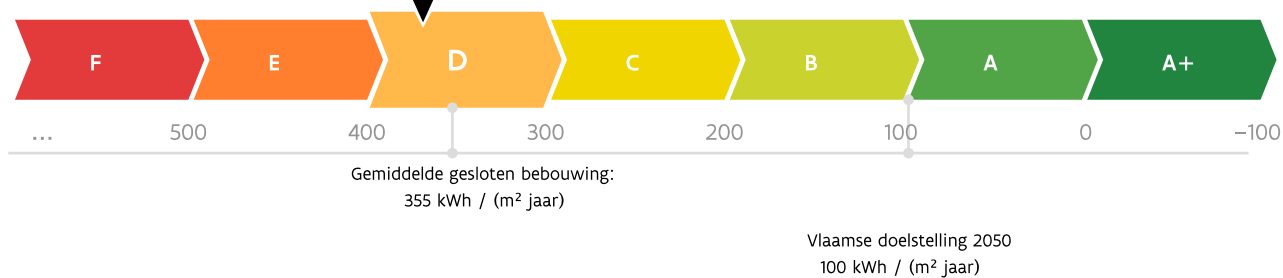 F E D C B A A+
... 500 400 300 200 100 0 −100
Gemiddelde gesloten bebouwing:
355 kWh / (m² jaar)
Vlaamse doelstelling 2050
100 kWh / (m² jaar)